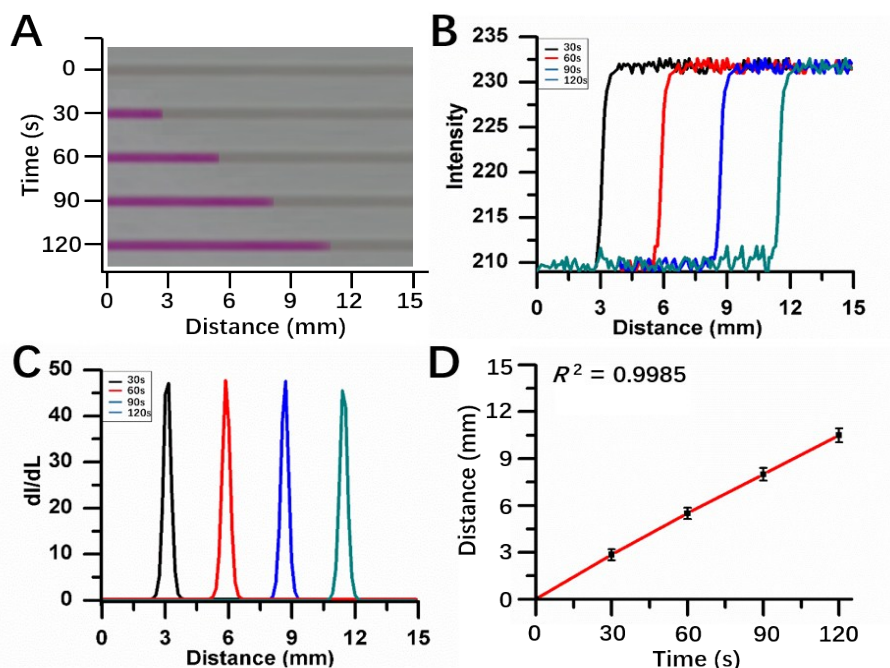 A
Time (s)
0
30
60
90
120
0 3 6 9 12 15
Distance (mm)
B
Intensity
235
230
225
220
215
210
30s
60s
90s
120s
0 3 6 9 12 15
Distance (mm)
C
dI/dL
50
40
30
20
10
0
30s
60s
90s
120s
0 3 6 9 12 15
Distance (mm)
D
Distance (mm)
15
12
9
6
3
0
R² = 0.9985
0 30 60 90 120
Time (s)